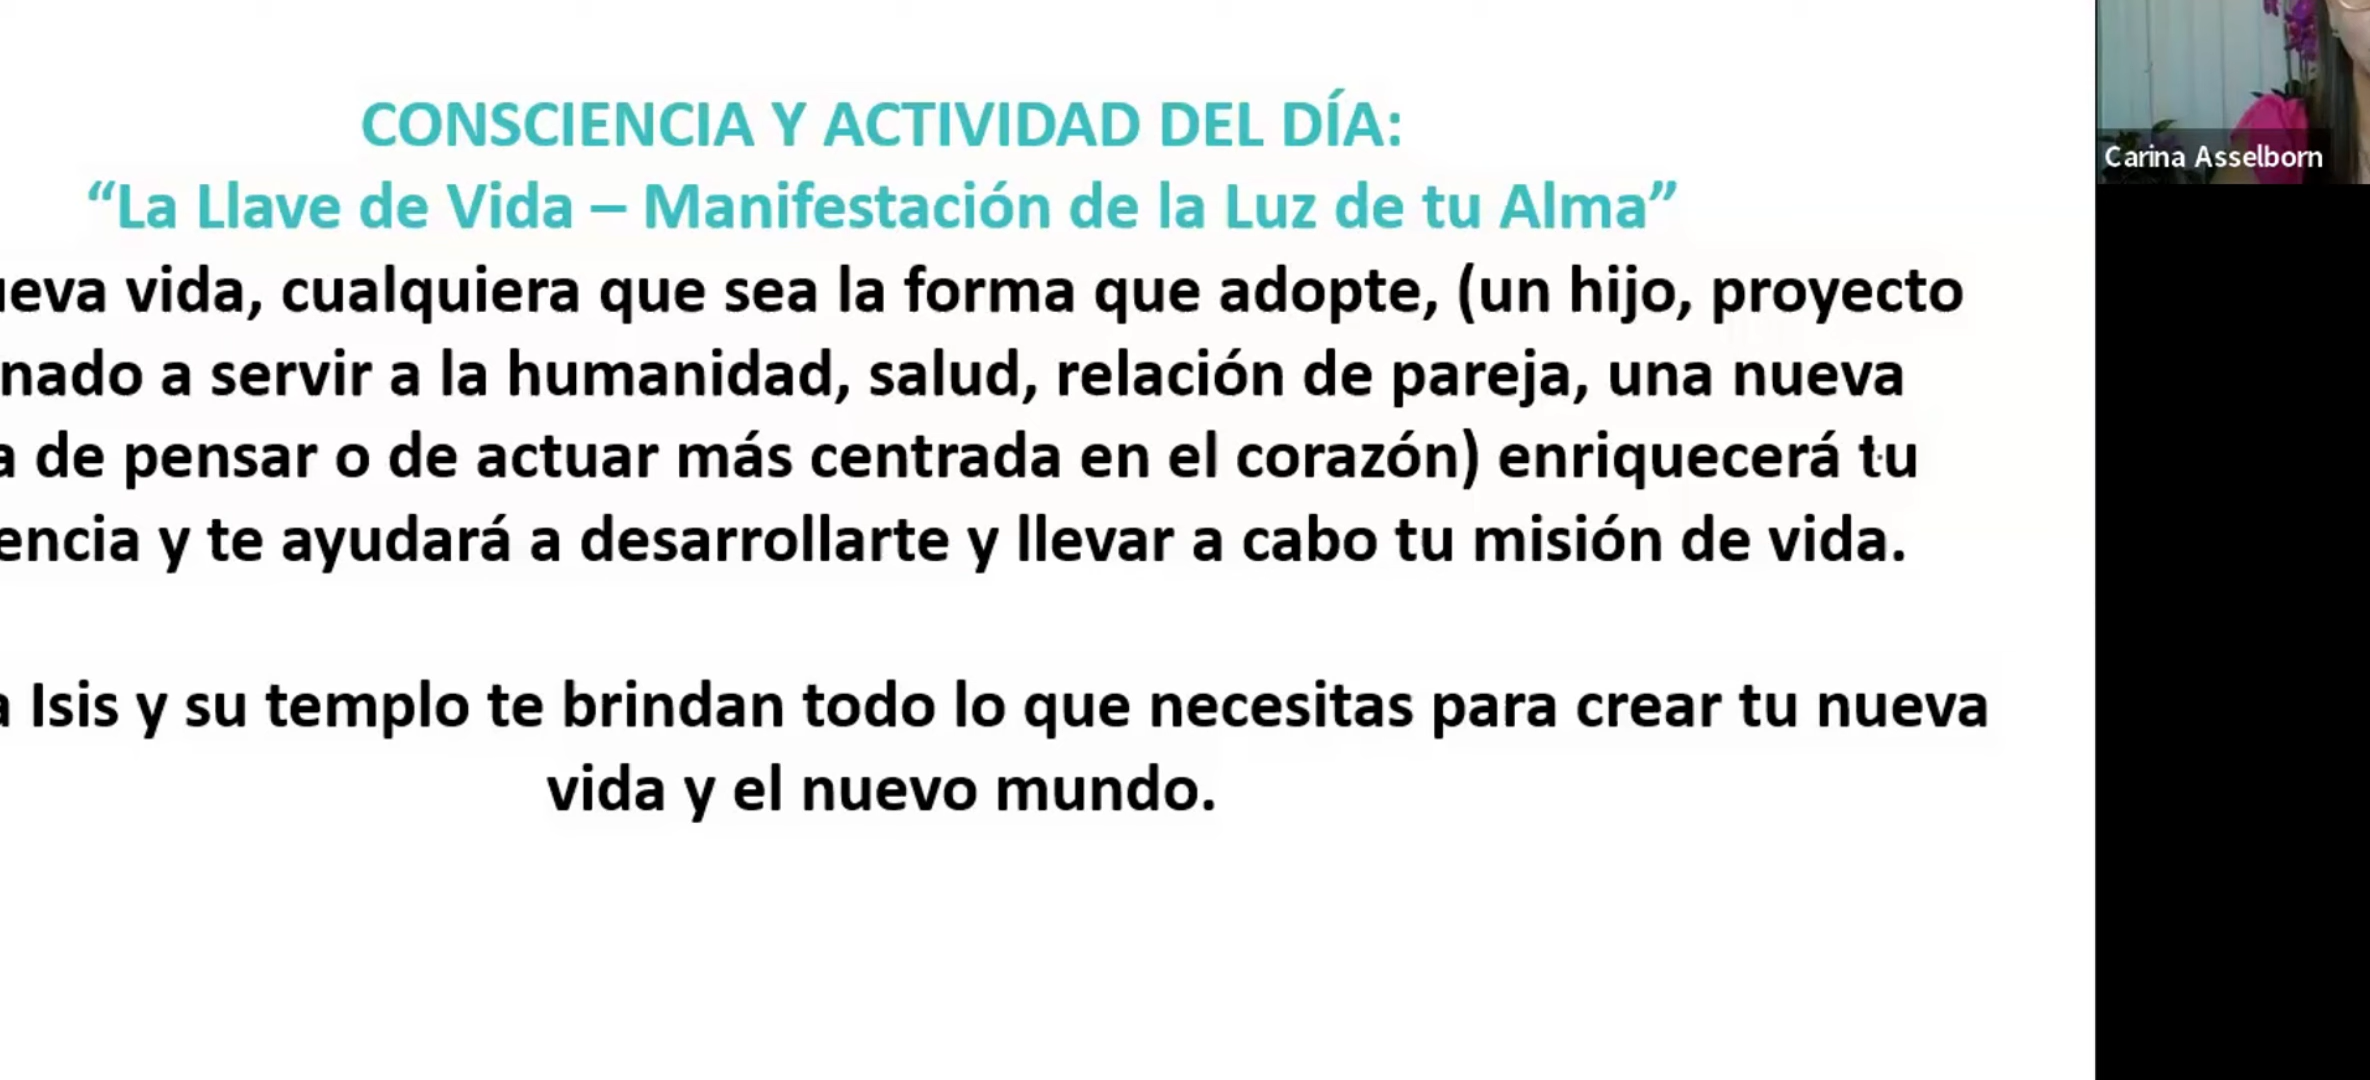 CONSCIENCIA Y ACTIVIDAD DEL DÍA:
“La Llave de Vida – Manifestación de la Luz de tu Alma”
ueva vida, cualquiera que sea la forma que adopte, (un hijo, proyecto
nado a servir a la humanidad, salud, relación de pareja, una nueva
a de pensar o de actuar más centrada en el corazón) enriquecerá tu
encia y te ayudará a desarrollarte y llevar a cabo tu misión de vida.
a Isis y su templo te brindan todo lo que necesitas para crear tu nueva
vida y el nuevo mundo.
Carina Asselborn